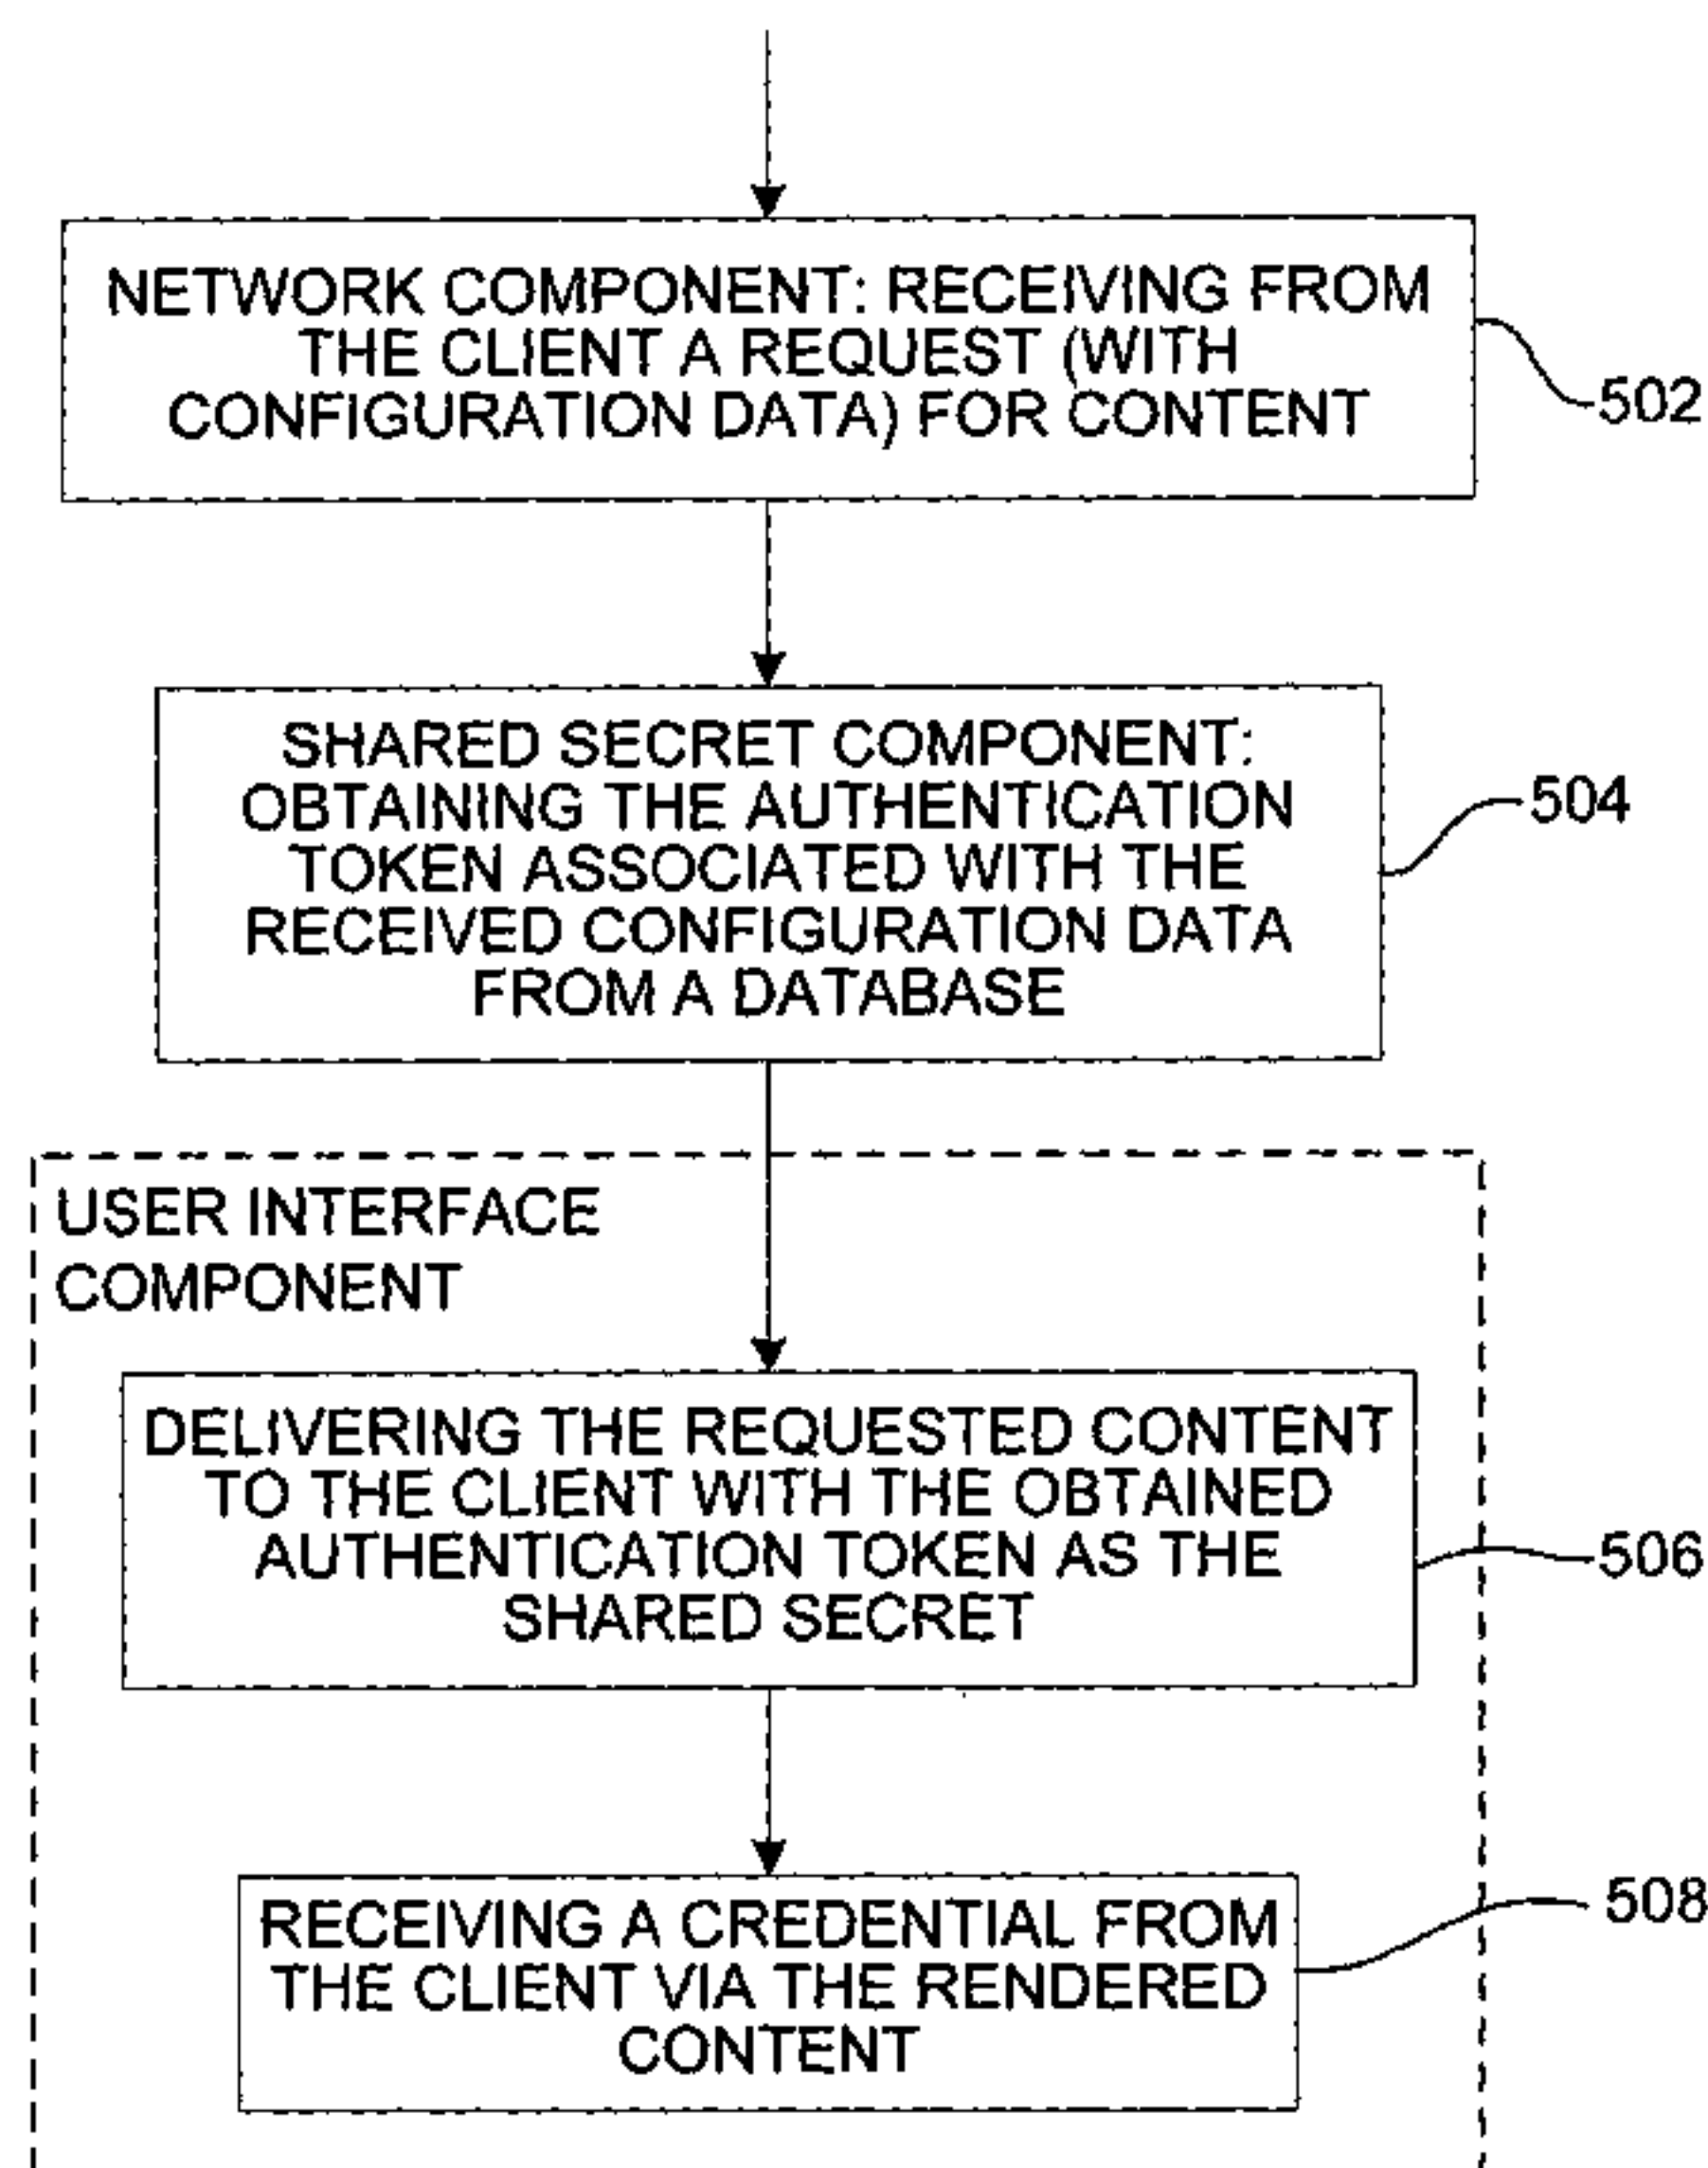 NETWORK COMPONENT: RECEIVING FROM
THE CLIENT A REQUEST (WITH
CONFIGURATION DATA) FOR CONTENT
502
SHARED SECRET COMPONENT:
OBTAINING THE AUTHENTICATION
TOKEN ASSOCIATED WITH THE
RECEIVED CONFIGURATION DATA
FROM A DATABASE
504
USER INTERFACE
COMPONENT
DELIVERING THE REQUESTED CONTENT
TO THE CLIENT WITH THE OBTAINED
AUTHENTICATION TOKEN AS THE
SHARED SECRET
506
RECEIVING A CREDENTIAL FROM
THE CLIENT VIA THE RENDERED
CONTENT
508